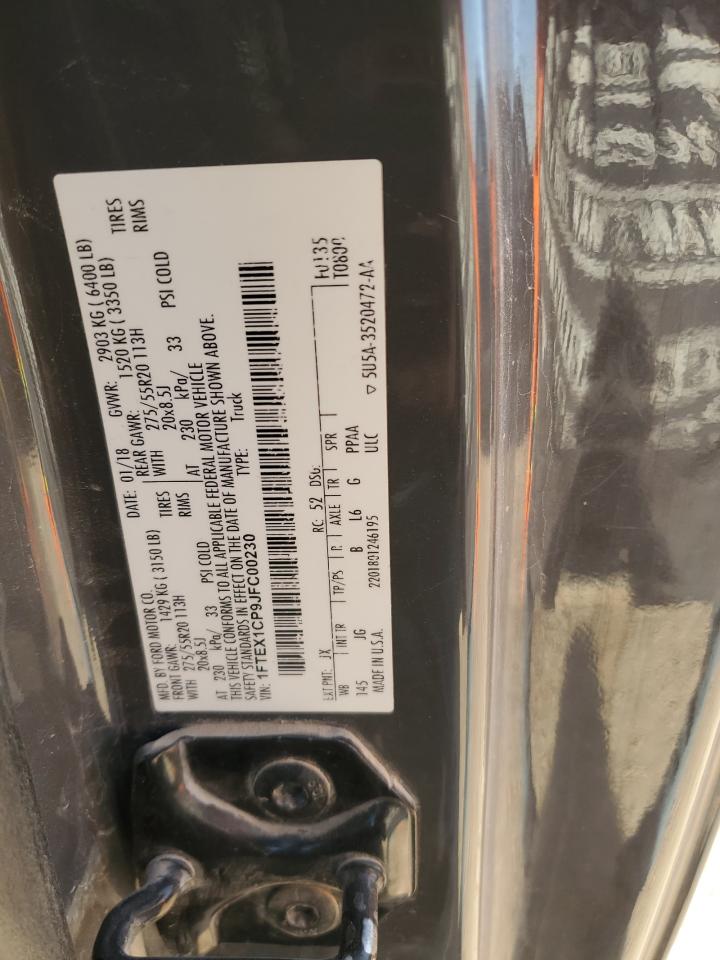 MFD. BY FORD MOTOR CO. DATE: 01/18 GVWR: 2903 KG ( 6400 LB)
FRONT GAWR: 1429 KG ( 3150 LB) REAR GAWR: 1520 KG ( 3350 LB)
WITH 275/55R20 113H TIRES WITH 275/55R20 113H TIRES
20x8.5J RIMS 20x8.5J RIMS
AT 230 kPa/ 33 PSI COLD AT 230 kPa/ 33 PSI COLD
THIS VEHICLE CONFORMS TO ALL APPLICABLE FEDERAL MOTOR VEHICLE
SAFETY STANDARDS IN EFFECT ON THE DATE OF MANUFACTURE SHOWN ABOVE.
VIN: 1FTEX1CP9JFC00230 TYPE: Truck
EXT PNT: JX RC: 52 DSO:
WB INT TR TP/PS R AXLE TR SPR
145 JG B L6 G PPAA
2201801246195 ULC
MADE IN U.S.A.
▽ 5U5A-3520472-AA